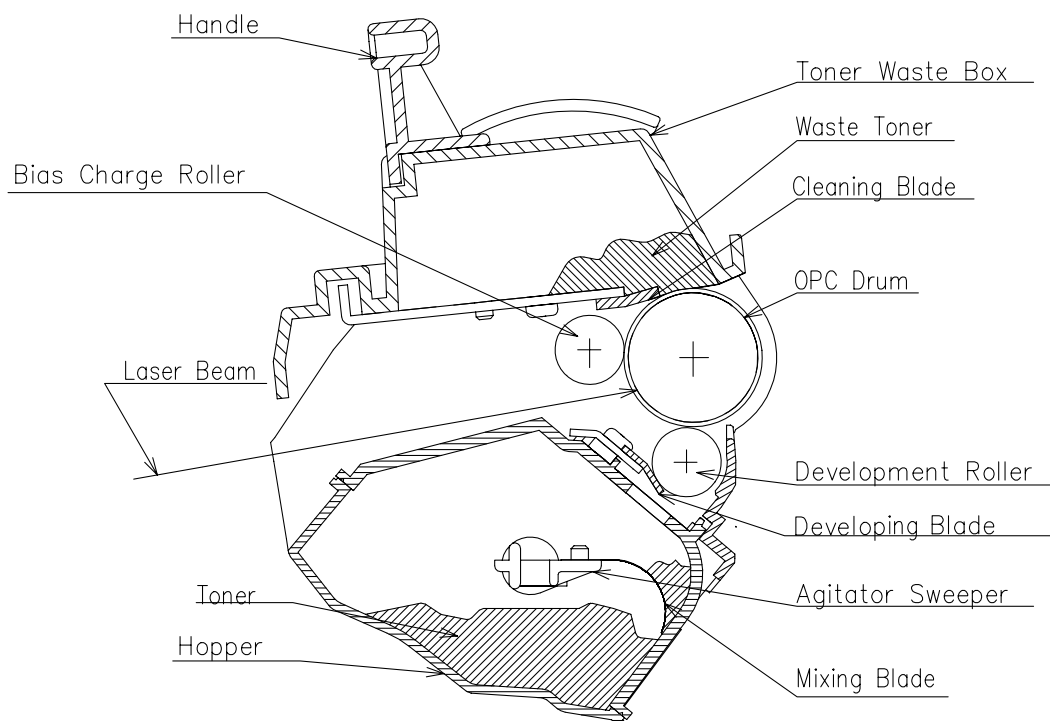 Handle
Toner Waste Box
Waste Toner
Bias Charge Roller
Cleaning Blade
OPC Drum
Laser Beam
Development Roller
Developing Blade
Toner
Agitator Sweeper
Hopper
Mixing Blade